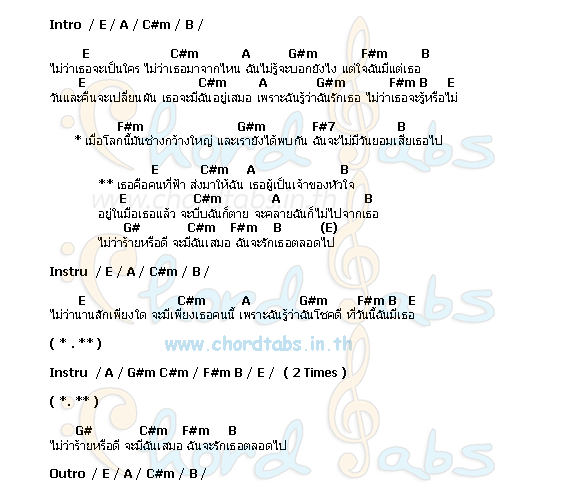 Intro / E / A / C#m / B /
E C#m A G#m F#m B
ไม่ว่าเธอจะเป็นใคร ไม่ว่าเธอมาจากไหน ฉันไม่รู้จะบอกยังไง แต่ใจฉันมีแต่เธอ
E C#m A G#m F#m B E
วันและคืนจะเปลี่ยนผัน เธอจะมีฉันอยู่เสมอ เพราะฉันรู้ว่าฉันรักเธอ ไม่ว่าเธอจะรู้หรือไม่
F#m G#m F#7 B
* เมื่อโลกนี้มันช่างกว้างใหญ่ และเรายังได้พบกัน ฉันจะไม่มีวันยอมเสียเธอไป
E C#m A B
** เธอคือคนที่ฟ้า ส่งมาให้ฉัน เธอผู้เป็นเจ้าของหัวใจ
E C#m A B
อยู่ในมือเธอแล้ว จะบีบฉันก็ตาย จะคลายฉันก็ไม่ไปจากเธอ
G# C#m F#m B (E)
ไม่ว่าร้ายหรือดี จะมีฉันเสมอ ฉันจะรักเธอตลอดไป
Instru / E / A / C#m / B /
E C#m A G#m F#m B E
ไม่ว่านานสักเพียงใด จะมีเพียงเธอคนนี้ เพราะฉันรู้ว่าฉันโชคดี ที่วันนี้ฉันมีเธอ
( * . ** )
www.chordtabs.in.th
Instru / A / G#m C#m / F#m B / E / ( 2 Times )
( *. ** )
G# C#m F#m B
ไม่ว่าร้ายหรือดี จะมีฉันเสมอ ฉันจะรักเธอตลอดไป
Outro / E / A / C#m / B /